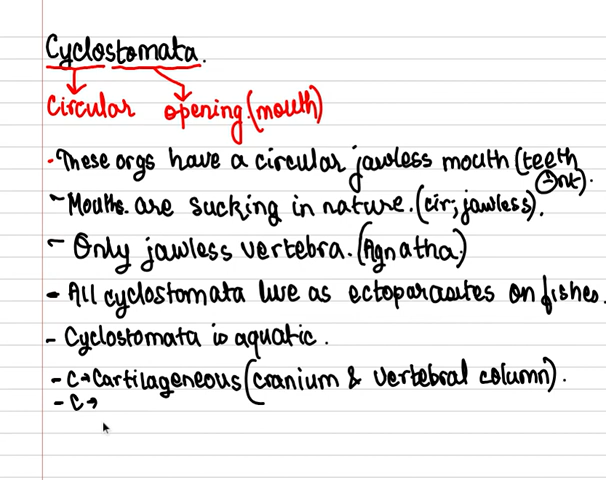 Cyclostomata.
circular opening.(mouth)
- These orgs have a circular jawless mouth (teeth
nt).
- Mouths are sucking in nature. (cir; jawless).
- Only jawless vertebra. (Agnatha)
- All cyclostomata live as ectoparasites on fishes.
- Cyclostomata is aquatic.
- C→ Cartilageneous (cranium & vertebral column).
- C→